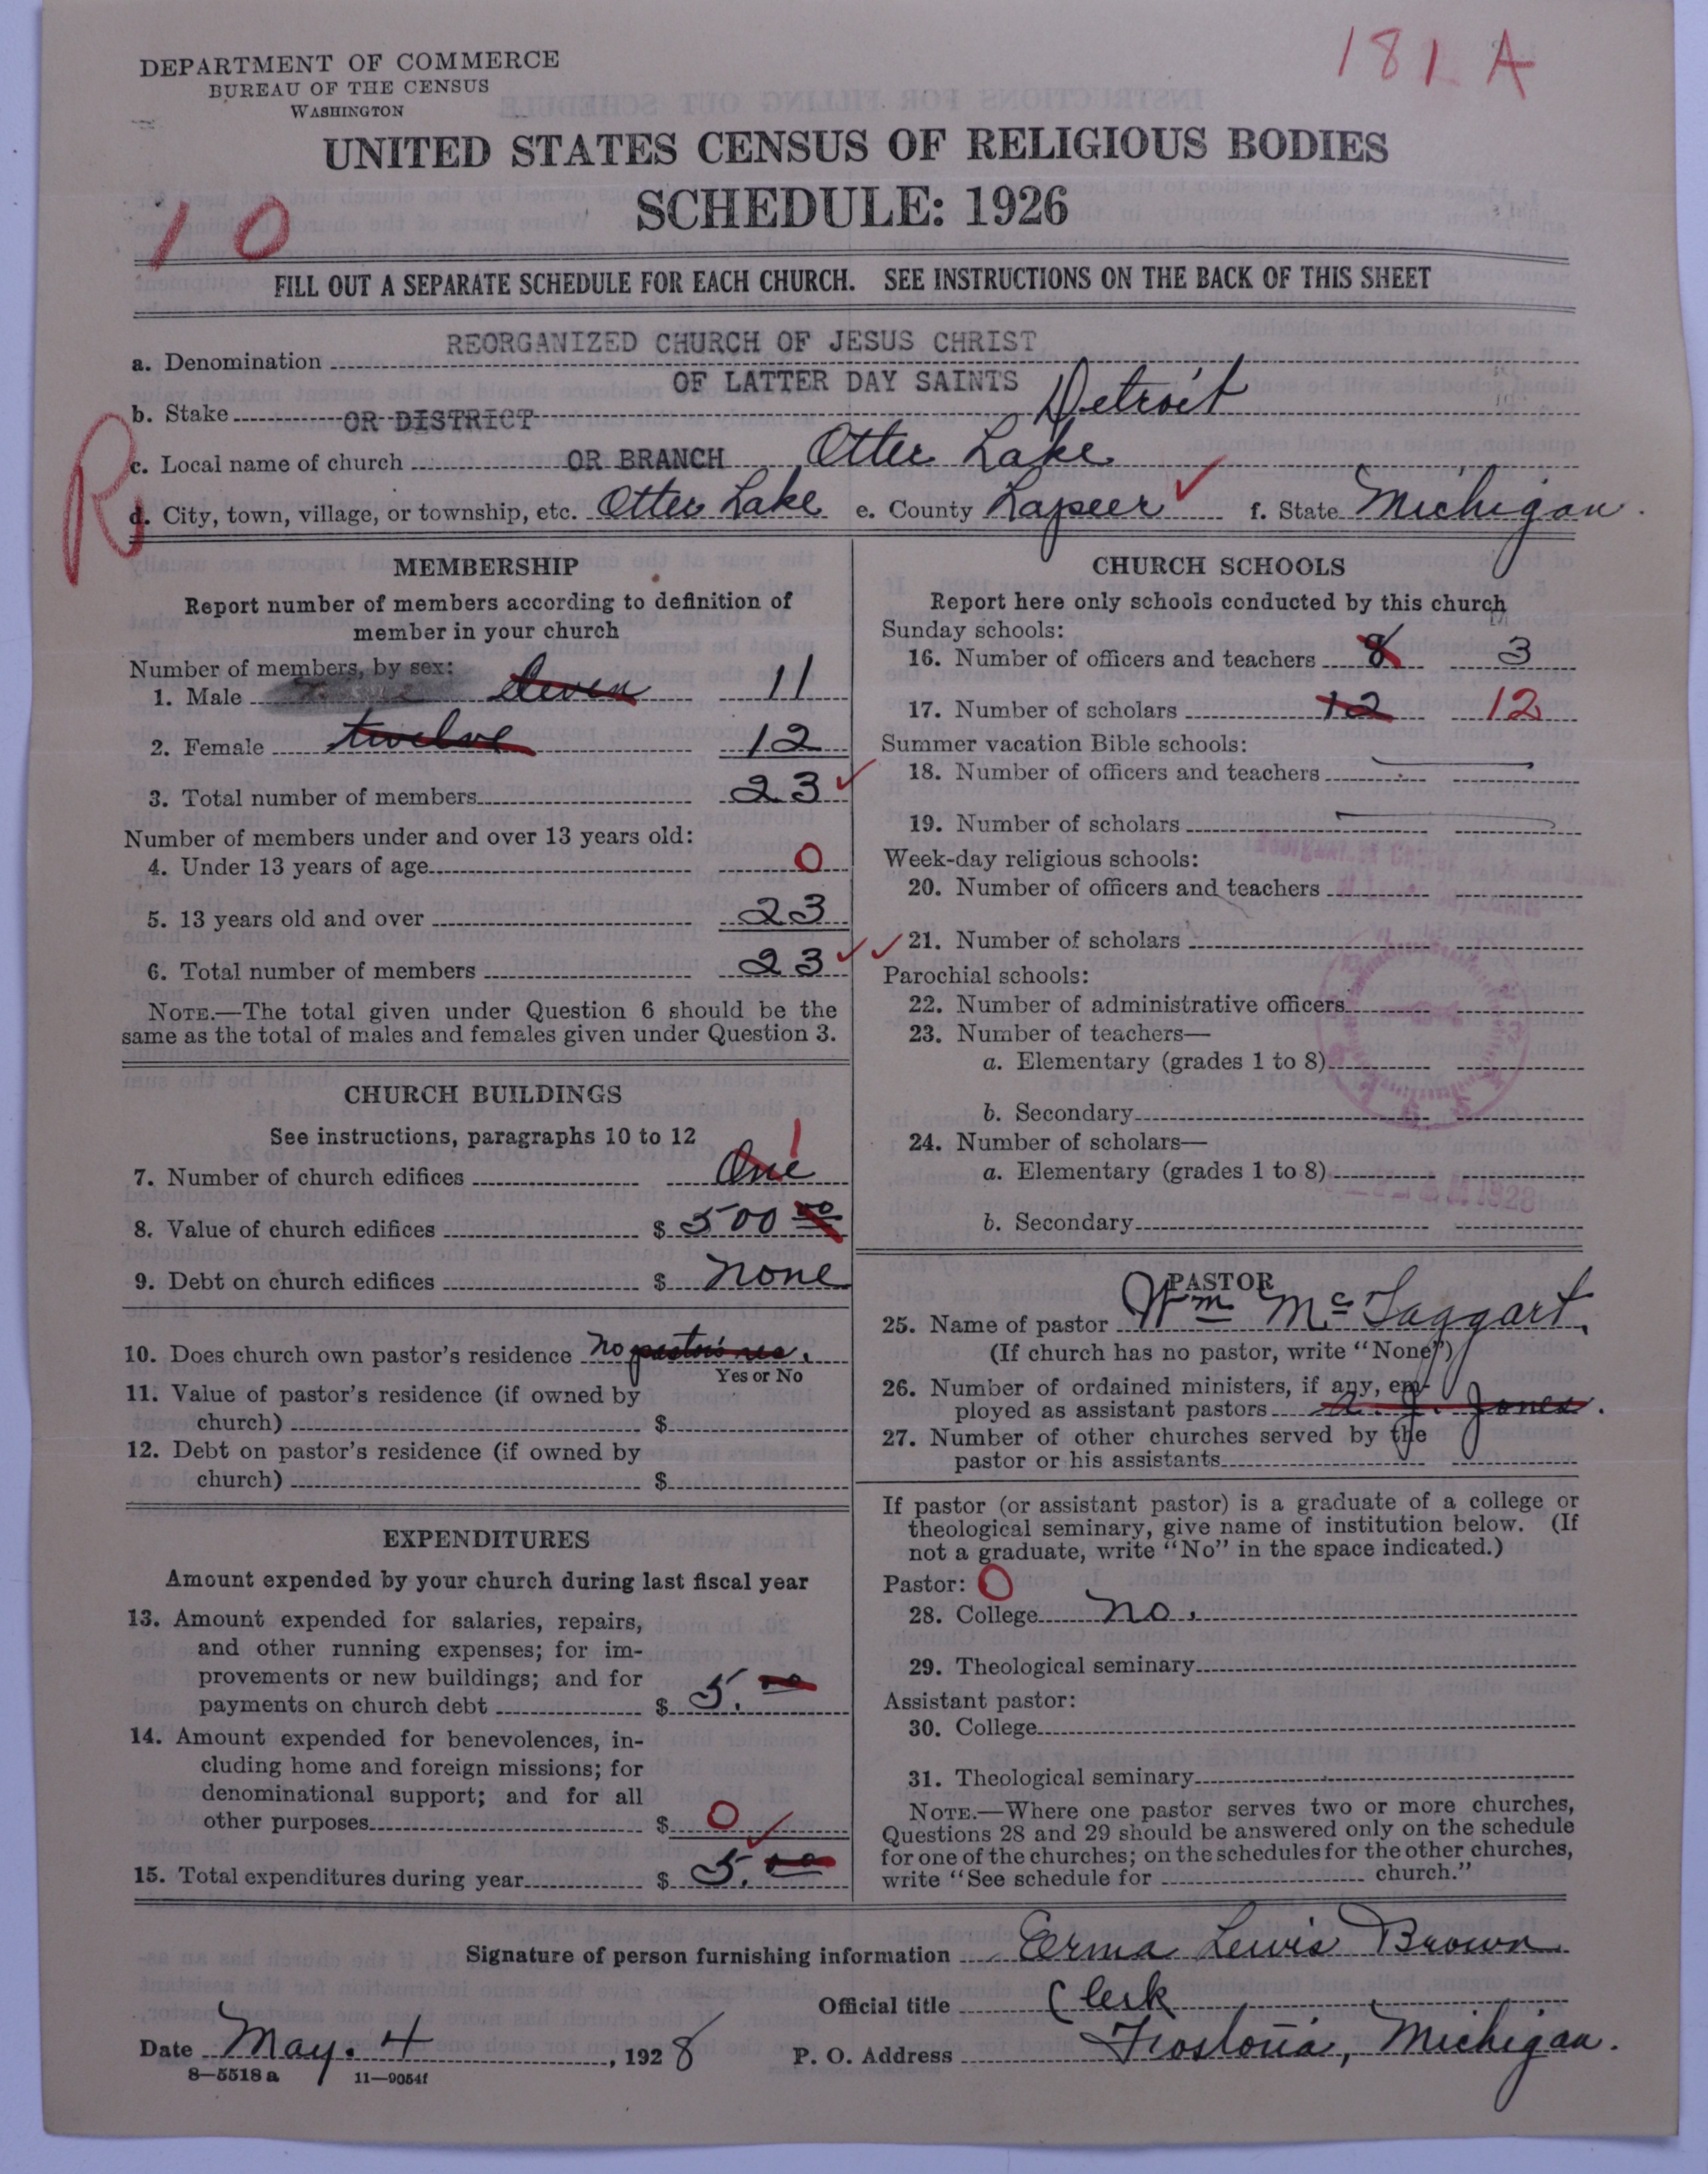 181 A
DEPARTMENT OF COMMERCE
BUREAU OF THE CENSUS
WASHINGTON
UNITED STATES CENSUS OF RELIGIOUS BODIES
SCHEDULE: 1926
10
FILL OUT A SEPARATE SCHEDULE FOR EACH CHURCH. SEE INSTRUCTIONS ON THE BACK OF THIS SHEET
a. Denomination REORGANIZED CHURCH OF JESUS CHRIST
OF LATTER DAY SAINTS
b. Stake OR DISTRICT Detroit
R
c. Local name of church OR BRANCH Otter Lake
d. City, town, village, or township, etc. Otter Lake e. County Lapeer ✓ f. State Michigan.
MEMBERSHIP
Report number of members according to definition of
member in your church
Number of members, by sex:
1. Male eleven 11
2. Female twelve 12
3. Total number of members 23 ✓
Number of members under and over 13 years old:
4. Under 13 years of age 0
5. 13 years old and over 23
6. Total number of members 23 ✓ ✓
NOTE.—The total given under Question 6 should be the
same as the total of males and females given under Question 3.
CHURCH BUILDINGS
See instructions, paragraphs 10 to 12
7. Number of church edifices One 1
8. Value of church edifices $ 500 00
9. Debt on church edifices $ none
10. Does church own pastor's residence no pastor's res.
Yes or No
11. Value of pastor's residence (if owned by
church) $
12. Debt on pastor's residence (if owned by
church) $
EXPENDITURES
Amount expended by your church during last fiscal year
13. Amount expended for salaries, repairs,
and other running expenses; for im-
provements or new buildings; and for
payments on church debt $ 5. 00
14. Amount expended for benevolences, in-
cluding home and foreign missions; for
denominational support; and for all
other purposes $ 0
15. Total expenditures during year $ 5. 00 ✓
CHURCH SCHOOLS
Report here only schools conducted by this church
Sunday schools:
16. Number of officers and teachers 8 3
17. Number of scholars 12 12
Summer vacation Bible schools:
18. Number of officers and teachers
19. Number of scholars
Week-day religious schools:
20. Number of officers and teachers
21. Number of scholars
Parochial schools:
22. Number of administrative officers
23. Number of teachers—
a. Elementary (grades 1 to 8)
b. Secondary
24. Number of scholars—
a. Elementary (grades 1 to 8)
1928
b. Secondary
PASTOR
25. Name of pastor Wm Mc Taggart.
(If church has no pastor, write "None")
26. Number of ordained ministers, if any, em-
ployed as assistant pastors a. J. Jones.
27. Number of other churches served by the
pastor or his assistants
If pastor (or assistant pastor) is a graduate of a college or
theological seminary, give name of institution below. (If
not a graduate, write "No" in the space indicated.)
Pastor: 0
28. College no.
29. Theological seminary
Assistant pastor:
30. College
31. Theological seminary
NOTE.—Where one pastor serves two or more churches,
Questions 28 and 29 should be answered only on the schedule
for one of the churches; on the schedules for the other churches,
write "See schedule for church."
Signature of person furnishing information Erma Lewis Brown
Official title Clerk
Date May. 4, 1928 P. O. Address Fostoria, Michigan.
8—5518 a 11—9054f